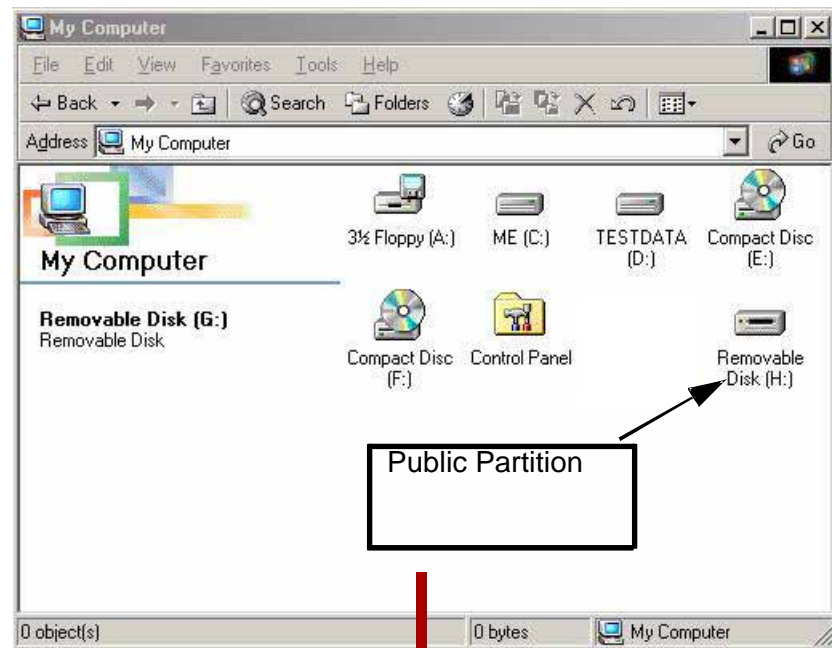 My Computer
File Edit View Favorites Tools Help
Back Search Folders
Address My Computer Go
My Computer
Removable Disk (G:)
Removable Disk
3½ Floppy (A:)
ME (C:)
TESTDATA
(D:)
Compact Disc
(E:)
Compact Disc
(F:)
Control Panel
Removable
Disk (H:)
Public Partition
0 object(s) 0 bytes My Computer